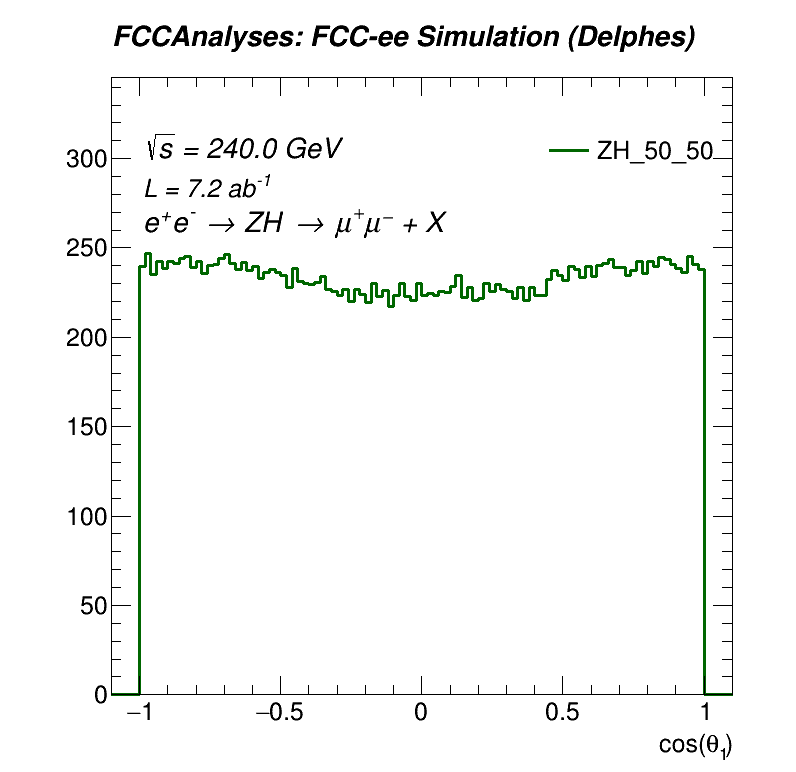 FCCAnalyses: FCC-ee Simulation (Delphes)
√s = 240.0 GeV
ZH_50_50
L = 7.2 ab⁻¹
e⁺e⁻ → ZH → μ⁺μ⁻ + X
300
250
200
150
100
50
0
−1 −0.5 0 0.5 1
cos(θ₁)